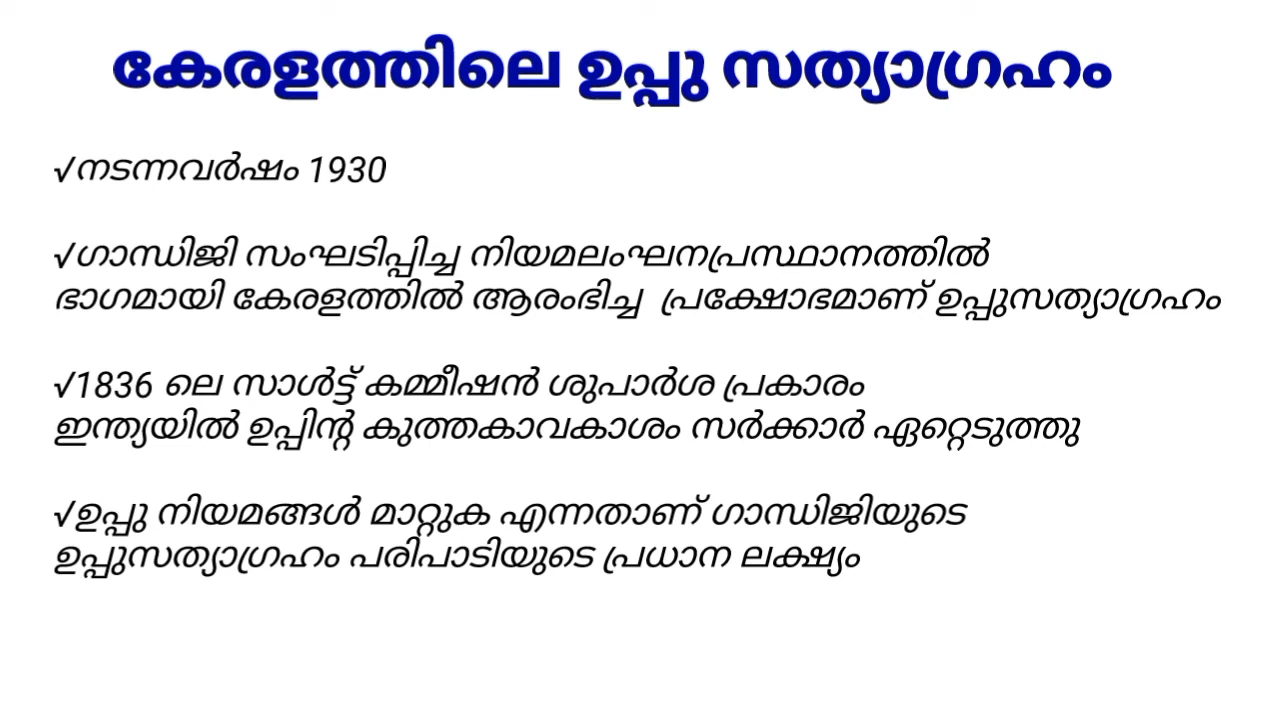 കേരളത്തിലെ ഉപ്പു സത്യാഗ്രഹം
√നടന്നവർഷം 1930
√ഗാന്ധിജി സംഘടിപ്പിച്ച നിയമലംഘനപ്രസ്ഥാനത്തിൽ
ഭാഗമായി കേരളത്തിൽ ആരംഭിച്ച പ്രക്ഷോഭമാണ് ഉപ്പുസത്യാഗ്രഹം
√1836 ലെ സാൾട്ട് കമ്മീഷൻ ശുപാർശ പ്രകാരം
ഇന്ത്യയിൽ ഉപ്പിന്റ കുത്തകാവകാശം സർക്കാർ ഏറ്റെടുത്തു
√ഉപ്പു നിയമങ്ങൾ മാറ്റുക എന്നതാണ് ഗാന്ധിജിയുടെ
ഉപ്പുസത്യാഗ്രഹം പരിപാടിയുടെ പ്രധാന ലക്ഷ്യം